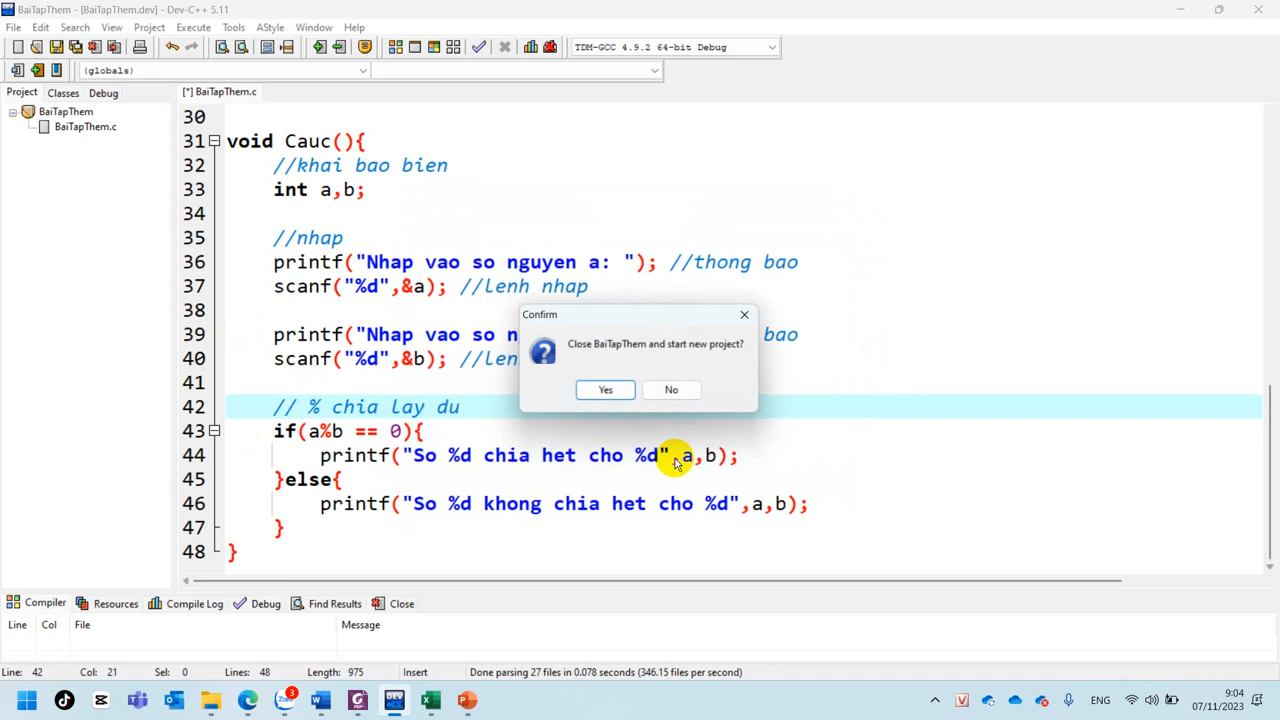 BaiTapThem - [BaiTapThem.dev] - Dev-C++ 5.11
File Edit Search View Project Execute Tools AStyle Window Help
TDM-GCC 4.9.2 64-bit Debug
(globals)
Project Classes Debug
[*] BaiTapThem.c
BaiTapThem
BaiTapThem.c
30
31 void Cauc(){
32 //khai bao bien
33 int a,b;
34
35 //nhap
36 printf("Nhap vao so nguyen a: "); //thong bao
37 scanf("%d",&a); //lenh nhap
38
39 printf("Nhap vao so n bao
40 scanf("%d",&b); //len
41
42 // % chia lay du
43 if(a%b == 0){
44 printf("So %d chia het cho %d",a,b);
45 }else{
46 printf("So %d khong chia het cho %d",a,b);
47 }
48 }
Confirm
Close BaiTapThem and start new project?
Yes No
Compiler Resources Compile Log Debug Find Results Close
Line Col File Message
Line: 42 Col: 21 Sel: 0 Lines: 48 Length: 975 Insert Done parsing 27 files in 0.078 seconds (346.15 files per second)
3
ENG
9:04
07/11/2023